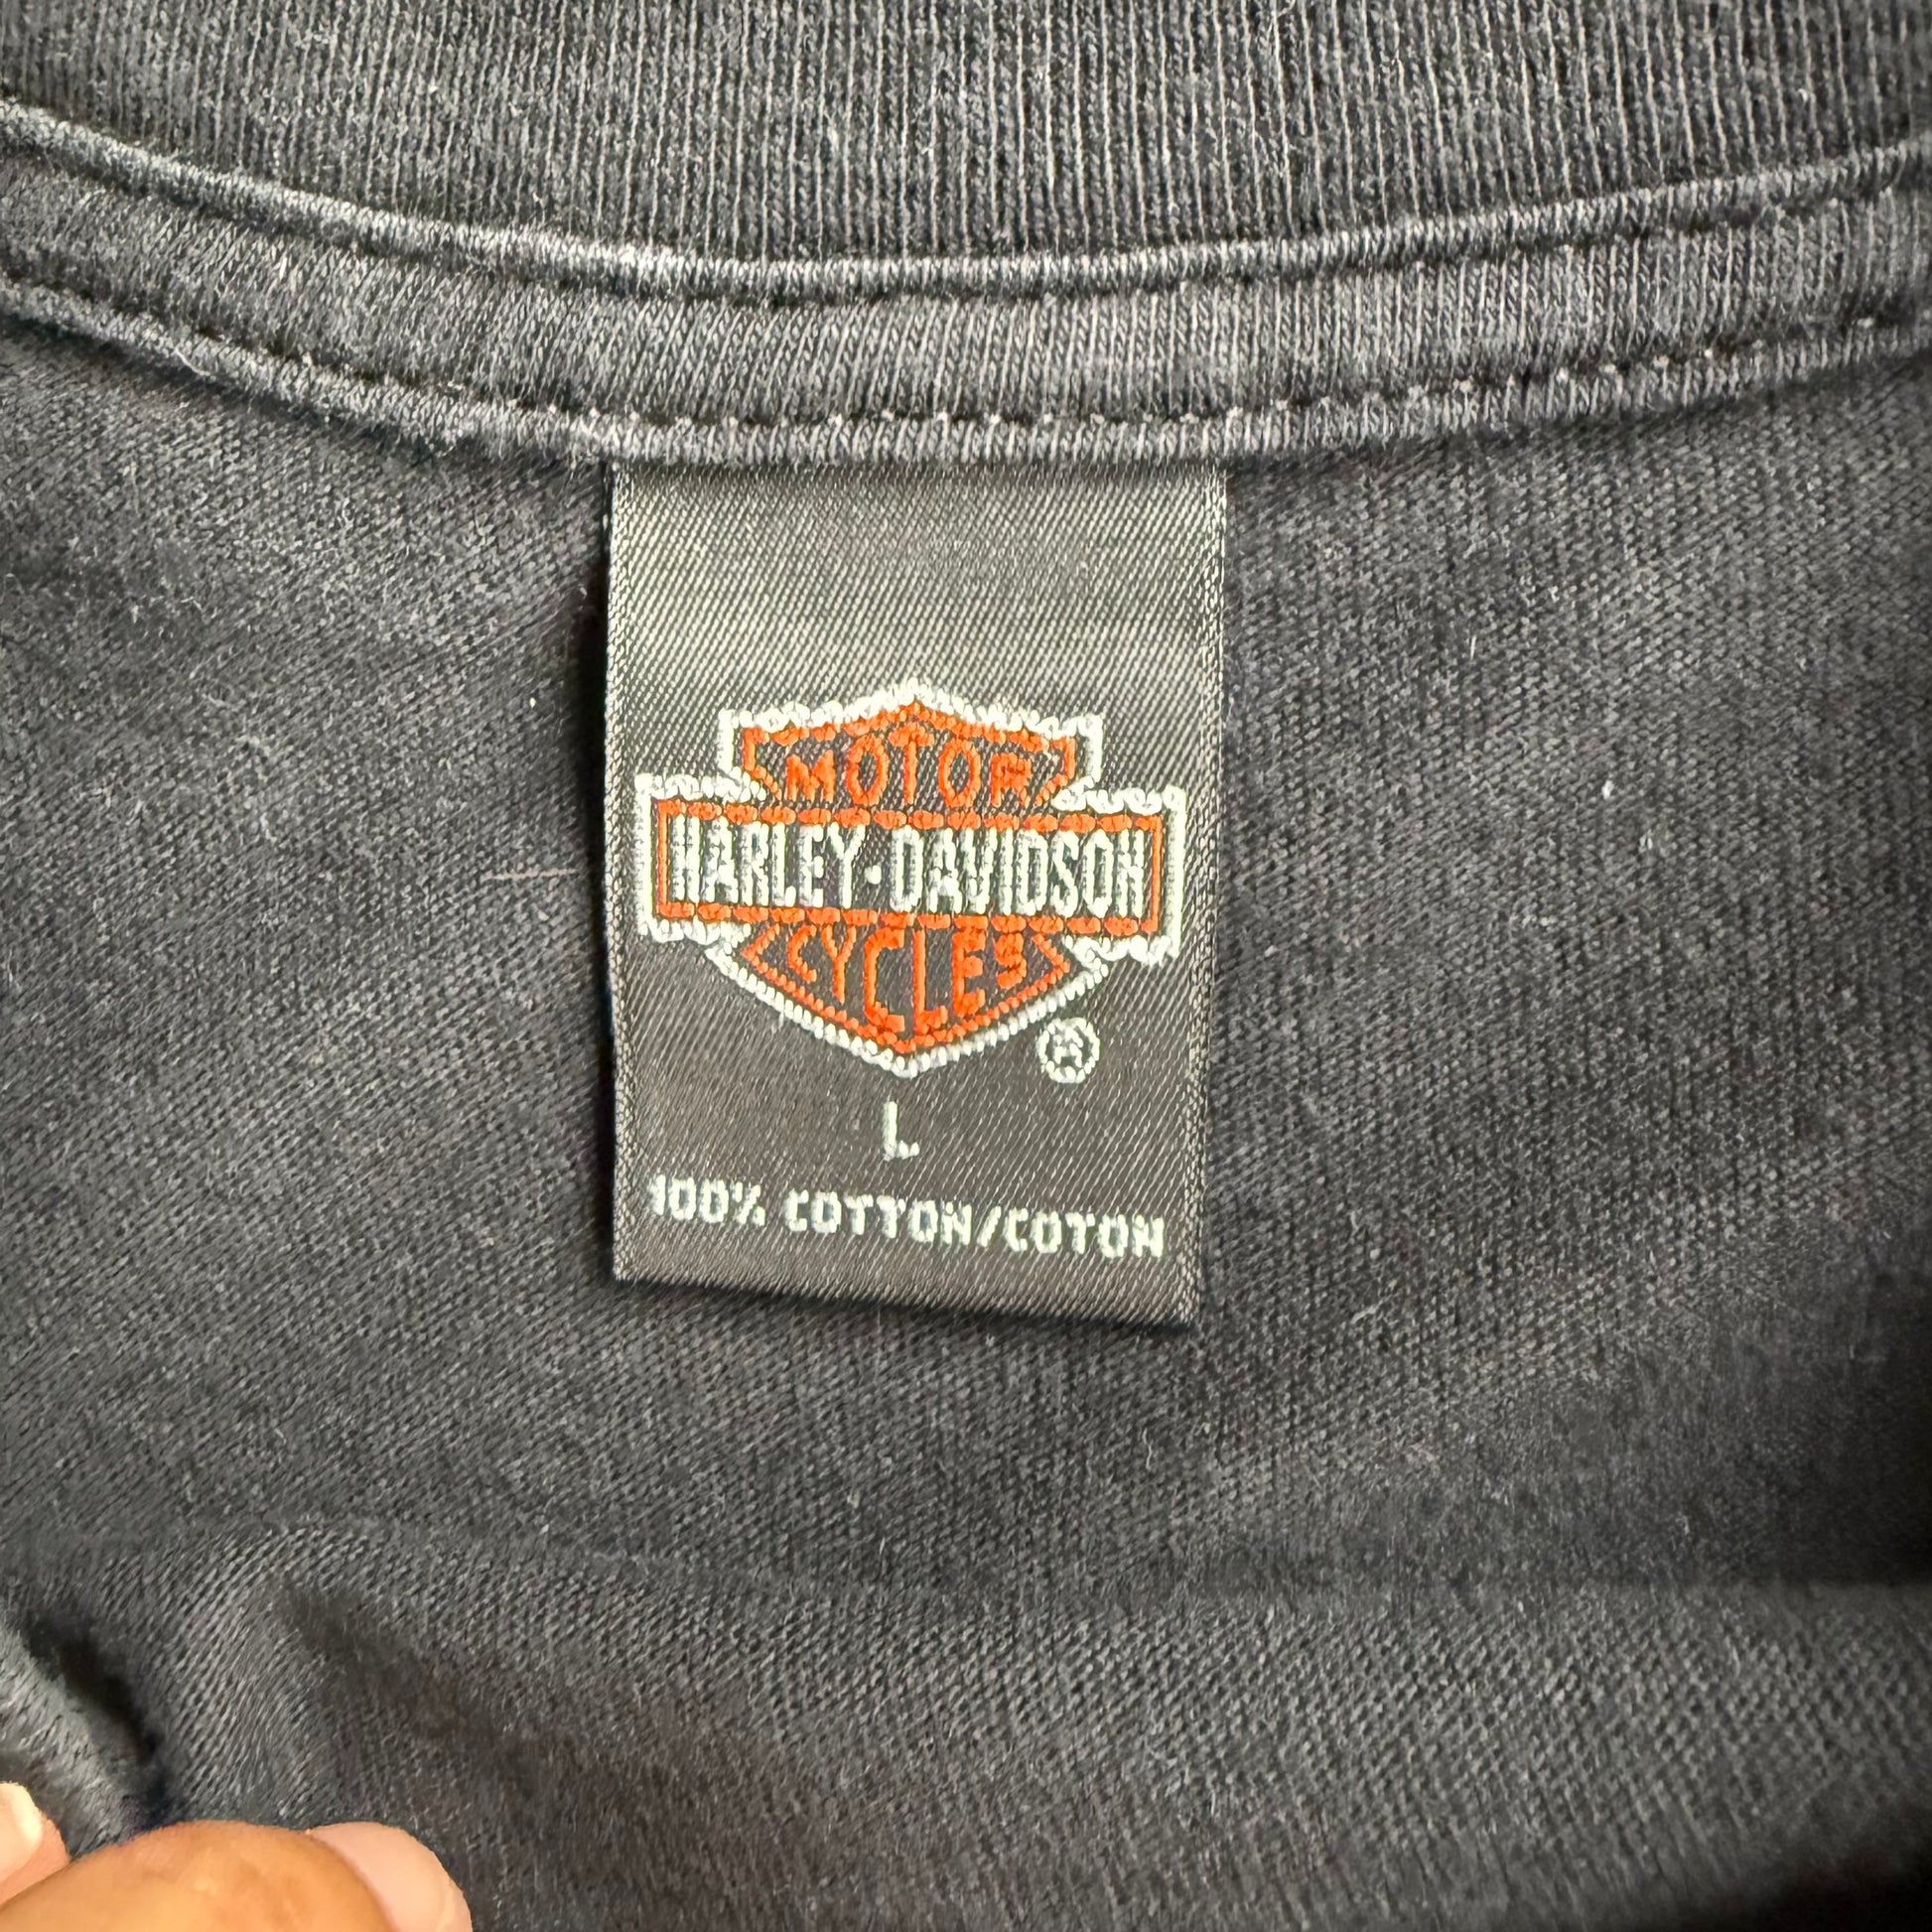 MOTOR
HARLEY-DAVIDSON
CYCLES
®
L
100% COTTON/COTON